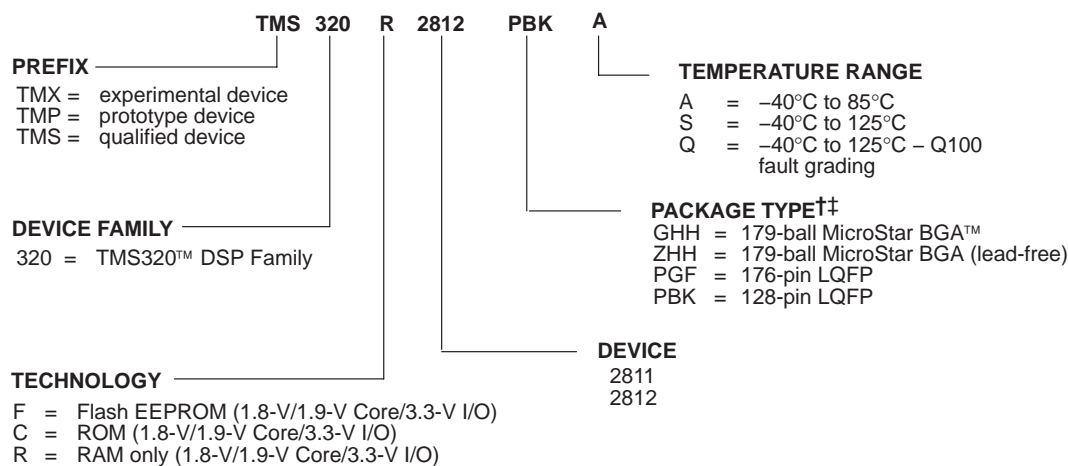 TMS 320 R 2812 PBK A
PREFIX
TMX = experimental device
TMP = prototype device
TMS = qualified device
TEMPERATURE RANGE
A = −40°C to 85°C
S = −40°C to 125°C
Q = −40°C to 125°C − Q100
fault grading
DEVICE FAMILY
320 = TMS320™ DSP Family
PACKAGE TYPE†‡
GHH = 179-ball MicroStar BGA™
ZHH = 179-ball MicroStar BGA (lead-free)
PGF = 176-pin LQFP
PBK = 128-pin LQFP
DEVICE
2811
2812
TECHNOLOGY
F = Flash EEPROM (1.8-V/1.9-V Core/3.3-V I/O)
C = ROM (1.8-V/1.9-V Core/3.3-V I/O)
R = RAM only (1.8-V/1.9-V Core/3.3-V I/O)